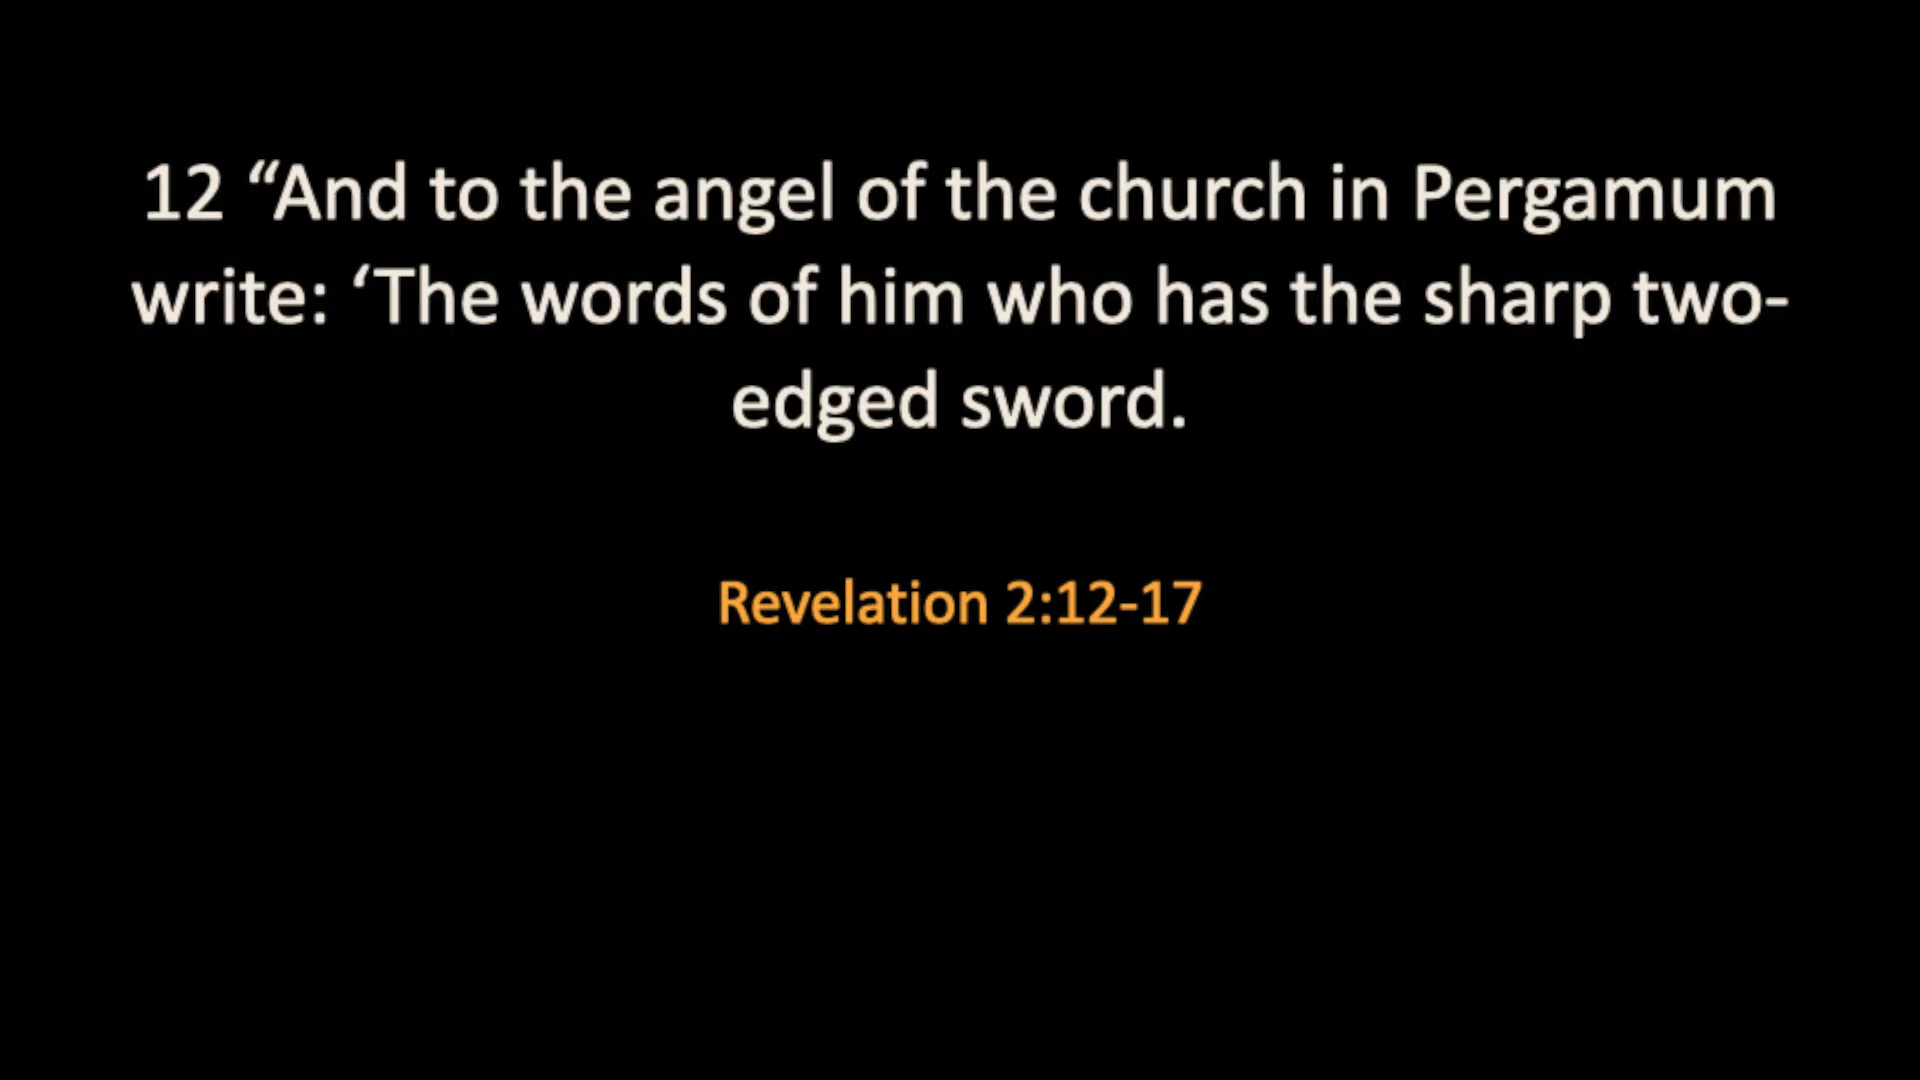 12 “And to the angel of the church in Pergamum
write: ‘The words of him who has the sharp two-
edged sword.
Revelation 2:12-17